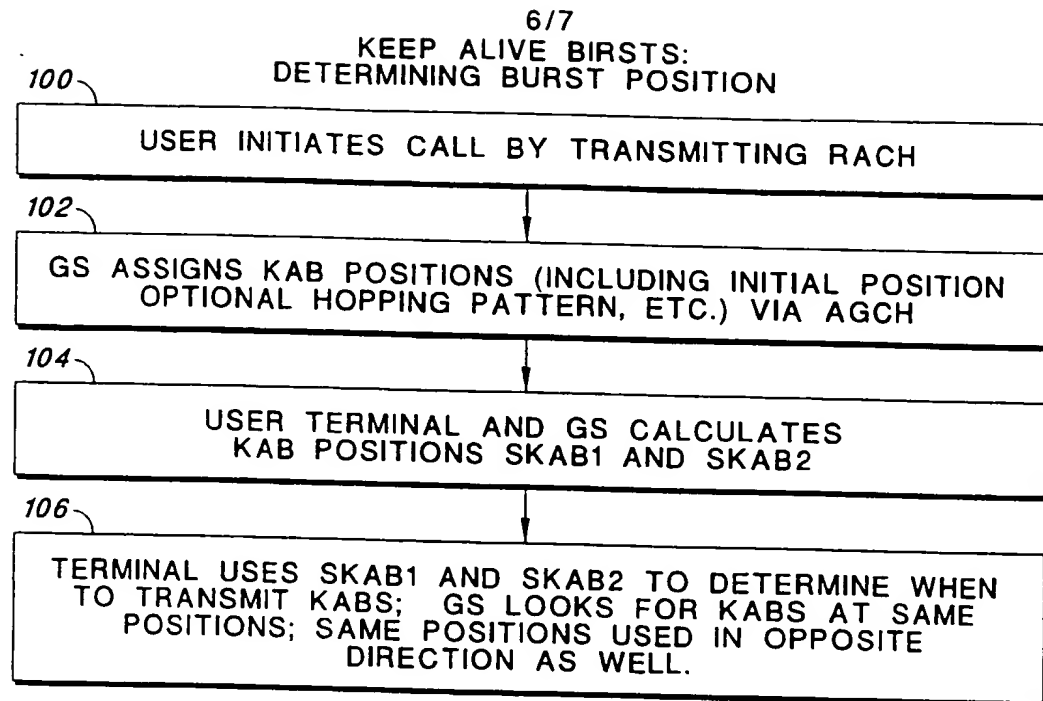 6/7
KEEP ALIVE BIRSTS:
DETERMINING BURST POSITION
100
USER INITIATES CALL BY TRANSMITTING RACH
102
GS ASSIGNS KAB POSITIONS (INCLUDING INITIAL POSITION
OPTIONAL HOPPING PATTERN, ETC.) VIA AGCH
104
USER TERMINAL AND GS CALCULATES
KAB POSITIONS SKAB1 AND SKAB2
106
TERMINAL USES SKAB1 AND SKAB2 TO DETERMINE WHEN
TO TRANSMIT KABS; GS LOOKS FOR KABS AT SAME
POSITIONS; SAME POSITIONS USED IN OPPOSITE
DIRECTION AS WELL.